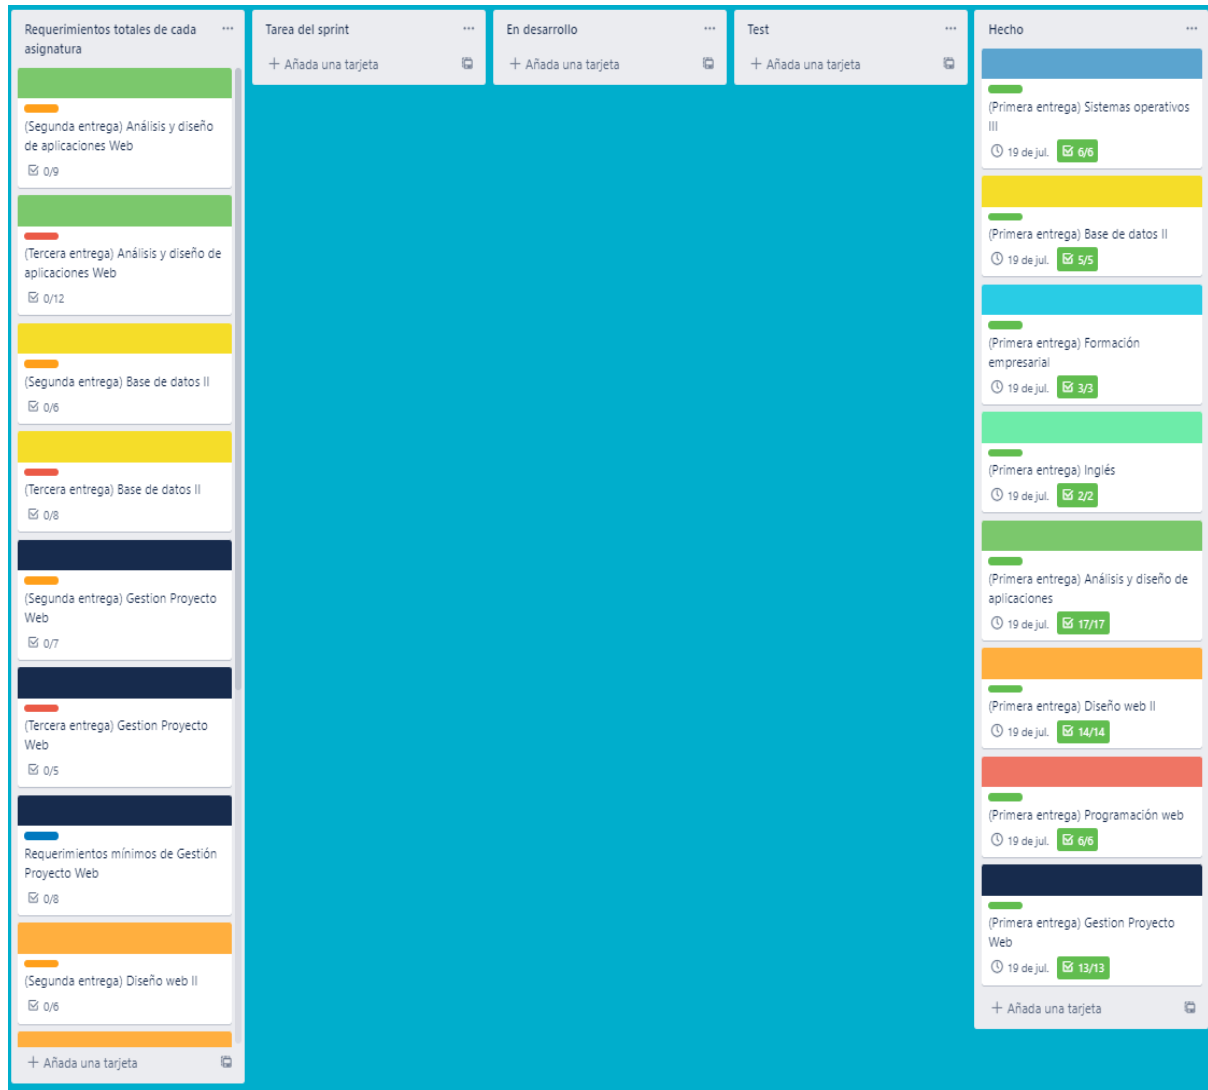 Requerimientos totales de cada
asignatura
(Segunda entrega) Análisis y diseño
de aplicaciones Web
0/9
(Tercera entrega) Análisis y diseño de
aplicaciones Web
0/12
(Segunda entrega) Base de datos II
0/6
(Tercera entrega) Base de datos II
0/8
(Segunda entrega) Gestion Proyecto
Web
0/7
(Tercera entrega) Gestion Proyecto
Web
0/5
Requerimientos mínimos de Gestión
Proyecto Web
0/8
(Segunda entrega) Diseño web II
0/6
+ Añada una tarjeta
Tarea del sprint
+ Añada una tarjeta
En desarrollo
+ Añada una tarjeta
Test
+ Añada una tarjeta
Hecho
(Primera entrega) Sistemas operativos
III
19 de jul. 6/6
(Primera entrega) Base de datos II
19 de jul. 5/5
(Primera entrega) Formación
empresarial
19 de jul. 3/3
(Primera entrega) Inglés
19 de jul. 2/2
(Primera entrega) Análisis y diseño de
aplicaciones
19 de jul. 17/17
(Primera entrega) Diseño web II
19 de jul. 14/14
(Primera entrega) Programación web
19 de jul. 6/6
(Primera entrega) Gestion Proyecto
Web
19 de jul. 13/13
+ Añada una tarjeta